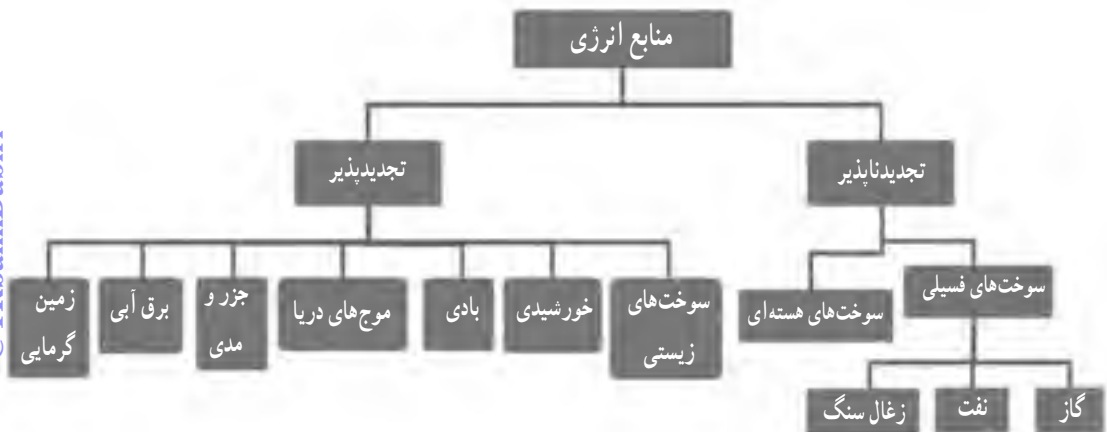 منابع انرژی
تجدیدناپذیر
تجدیدپذیر
سوخت‌های فسیلی
سوخت‌های هسته‌ای
گاز
نفت
زغال سنگ
سوخت‌های
زیستی
خورشیدی
بادی
موج‌های دریا
جزر و
مدی
برق آبی
زمین
گرمایی